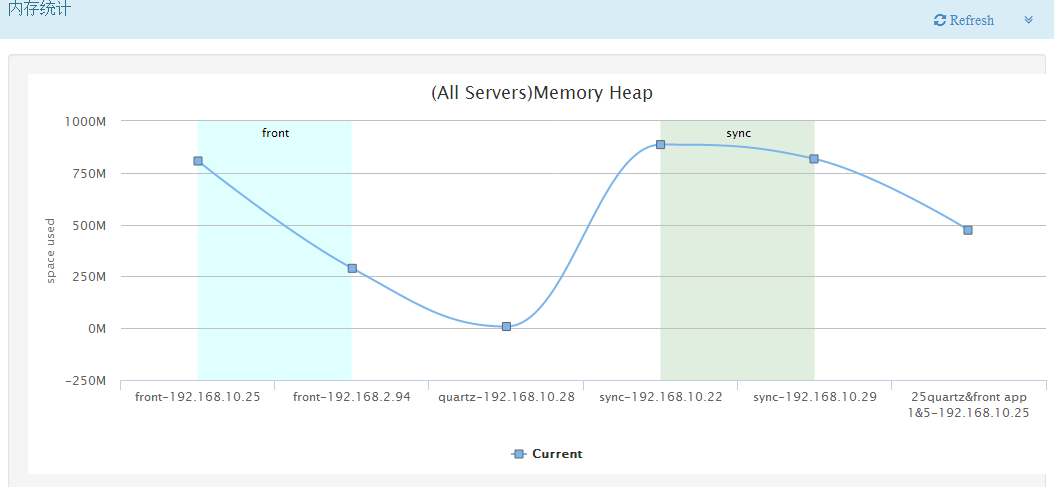 内存统计
Refresh
(All Servers)Memory Heap
front
sync
1000M
750M
500M
250M
0M
-250M
space used
front-192.168.10.25
front-192.168.2.94
quartz-192.168.10.28
sync-192.168.10.22
sync-192.168.10.29
25quartz&front app
1&5-192.168.10.25
Current